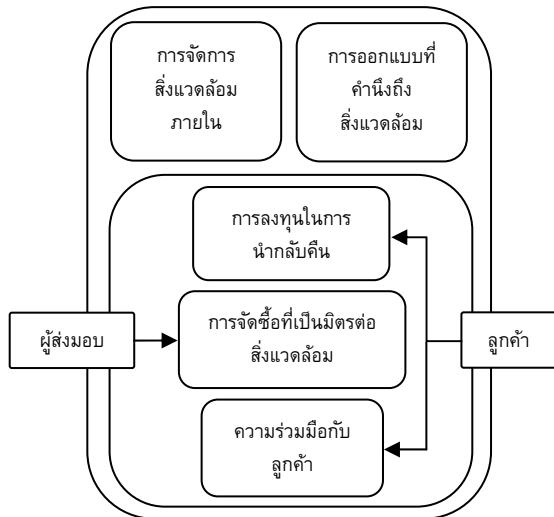 การจัดการ
สิ่งแวดล้อม
ภายใน
การออกแบบที่
คำนึงถึง
สิ่งแวดล้อม
การลงทุนในการ
นำกลับคืน
ผู้ส่งมอบ
การจัดซื้อที่เป็นมิตรต่อ
สิ่งแวดล้อม
ลูกค้า
ความร่วมมือกับ
ลูกค้า